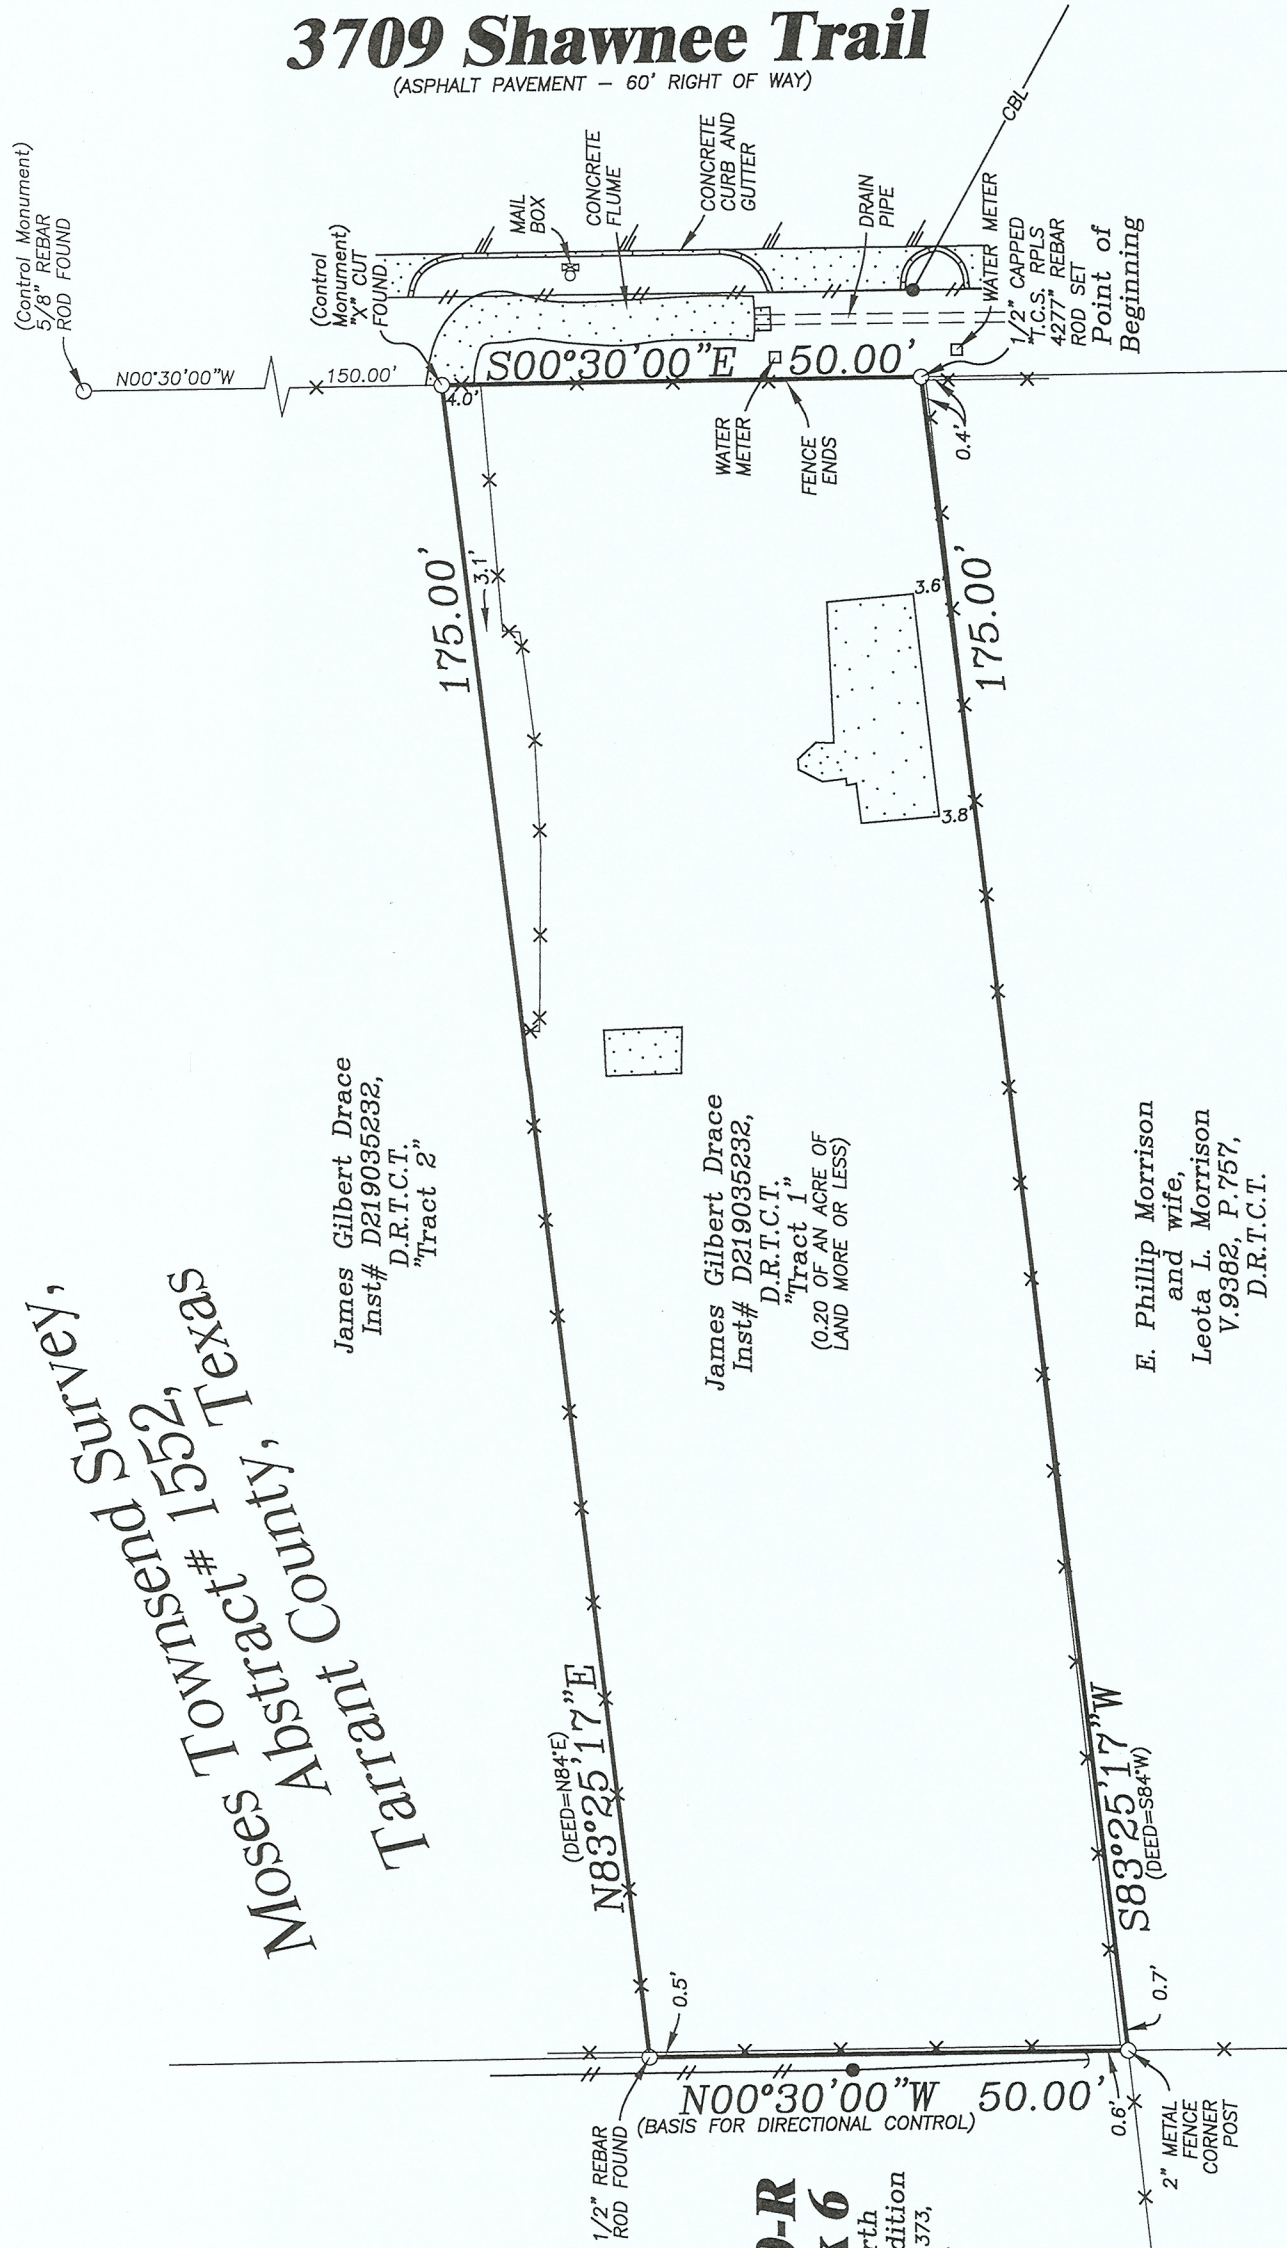 3709 Shawnee Trail
(ASPHALT PAVEMENT – 60' RIGHT OF WAY)
CBL
(Control Monument)
5/8" REBAR
ROD FOUND
N00°30'00"W
150.00'
(Control
Monument)
"X" CUT
FOUND
MAIL
BOX
CONCRETE
FLUME
CONCRETE
CURB AND
GUTTER
DRAIN
PIPE
WATER METER
1/2" CAPPED
"T.C.S. RPLS
4277" REBAR
ROD SET
Point of
Beginning
S00°30'00"E 50.00'
4.0'
WATER
METER
FENCE
ENDS
0.4'
175.00'
3.1'
3.6'
175.00'
3.8'
James Gilbert Drace
Inst# D219035232,
D.R.T.C.T.
"Tract 2"
James Gilbert Drace
Inst# D219035232,
D.R.T.C.T.
"Tract 1"
(0.20 OF AN ACRE OF
LAND MORE OR LESS)
E. Phillip Morrison
and wife,
Leota L. Morrison
V.9382, P.757,
D.R.T.C.T.
Moses Townsend Survey,
Abstract# 1552,
Tarrant County, Texas
(DEED=N84°E)
N83°25'17"E
S83°25'17"W
(DEED=S84°W)
0.5'
0.7'
N00°30'00"W 50.00'
(BASIS FOR DIRECTIONAL CONTROL)
0.6'
1/2" REBAR
ROD FOUND
2" METAL
FENCE
CORNER
POST
-R
6
373,